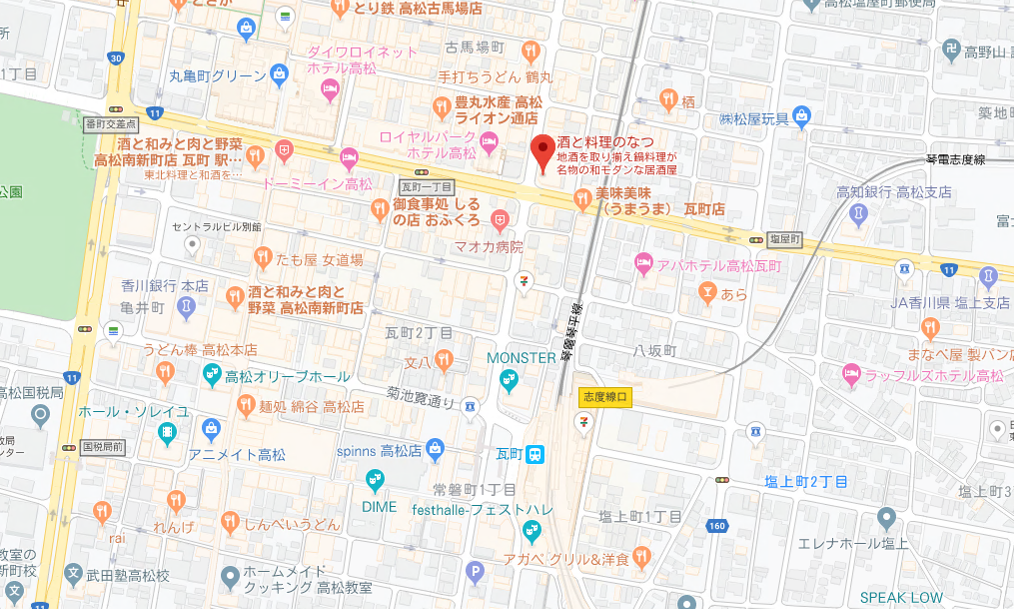 とり鉄 高松古馬場店
高松塩屋町郵便局
30
ダイワロイネット
ホテル高松
古馬場町
高野山
1丁目
丸亀町グリーン
手打ちうどん 鶴丸
11
豊丸水産 高松
ライオン通店
栖
㈱松屋玩具
築地町
番町交差点
酒と和みと肉と野菜
高松南新町店 瓦町 駅…
東北料理と和酒を…
ロイヤルパーク
ホテル高松
酒と料理のなつ
地酒を取り揃え鍋料理が
名物の和モダンな居酒屋
琴電志度線
ドーミーイン高松
瓦町一丁目
公園
美味美味
（うまうま） 瓦町店
高知銀行 高松支店
御食事処 しる
の店 おふくろ
セントラルビル別館
マオカ病院
塩屋町
たも屋 女道場
アパホテル高松瓦町
11
香川銀行 本店
亀井町
酒と和みと肉と
野菜 高松南新町店
あら
JA香川県 塩上支店
瓦町2丁目
琴電琴平線
うどん棒 高松本店
文八
MONSTER
八坂町
まなべ屋 製パン店
11
高松オリーブホール
ラッフルズホテル高松
高松国税局
菊池寛通り
志度線口
ホール・ソレイユ
麺処 綿谷 高松店
国税局前
アニメイト高松
spinns 高松店
瓦町
塩上町2丁目
常磐町1丁目
DIME
festhalle-フェストハレ
塩上町3丁
塩上町1丁目
160
rai
れんげ
しんぺいうどん
エレナホール塩上
アガペ グリル&洋食
教室の
新町校
武田塾高松校
ホームメイド
クッキング 高松教室
P
SPEAK LOW
11